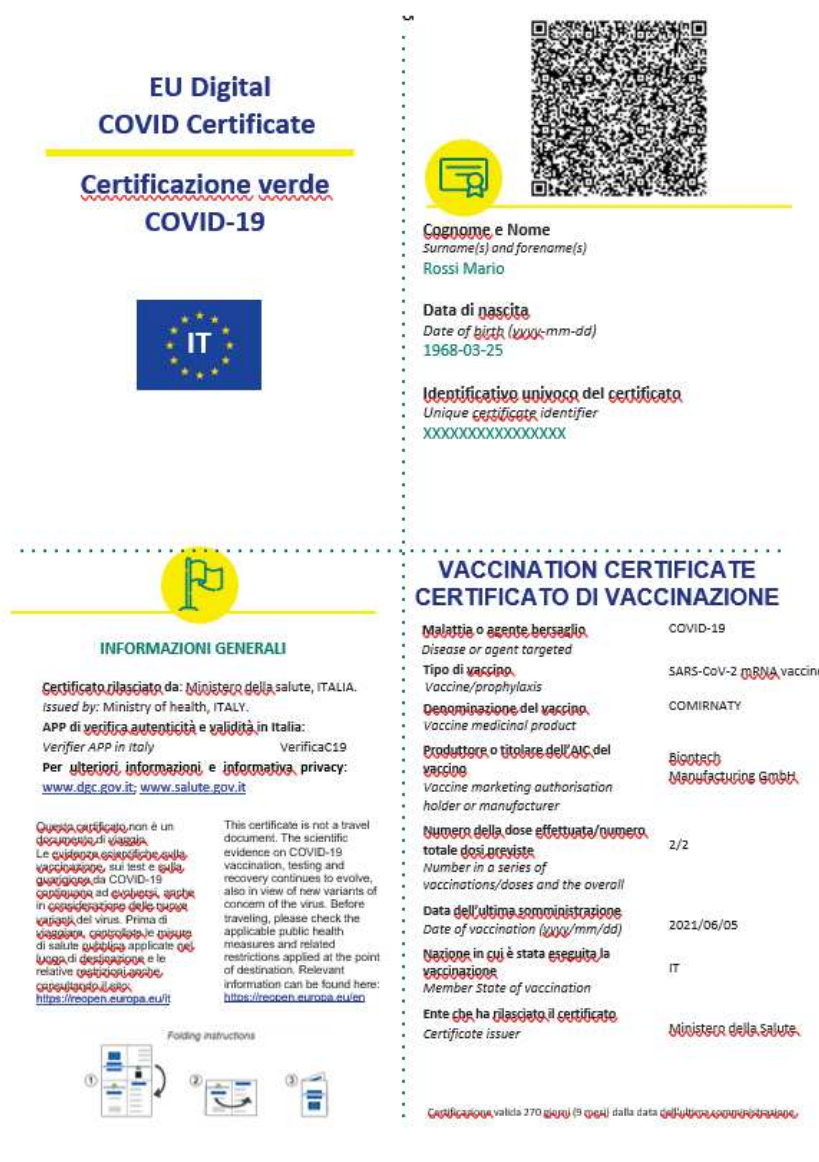 EU Digital
COVID Certificate
Certificazione verde
COVID-19
IT
Cognome e Nome
Surname(s) and forename(s)
Rossi Mario
Data di nascita
Date of birth (yyyy-mm-dd)
1968-03-25
Identificativo univoco del certificato
Unique certificate identifier
XXXXXXXXXXXXXXXX
INFORMAZIONI GENERALI
Certificato rilasciato da: Ministero della salute, ITALIA.
Issued by: Ministry of health, ITALY.
APP di verifica autenticità e validità in Italia:
Verifier APP in Italy VerificaC19
Per ulteriori informazioni e informativa privacy:
www.dgc.gov.it; www.salute.gov.it
Questo certificato non è un
documento di viaggio.
Le evidenze scientifiche sulla
vaccinazione, sui test e sulla
guarigione da COVID-19
continuano ad evolversi, anche
in considerazione delle nuove
varianti del virus. Prima di
viaggiare, controllate le misure
di salute pubblica applicate nel
luogo di destinazione e le
relative restrizioni anche
consultando il sito:
https://reopen.europa.eu/it
This certificate is not a travel
document. The scientific
evidence on COVID-19
vaccination, testing and
recovery continues to evolve,
also in view of new variants of
concern of the virus. Before
traveling, please check the
applicable public health
measures and related
restrictions applied at the point
of destination. Relevant
information can be found here:
https://reopen.europa.eu/en
Folding instructions
1
2
3
VACCINATION CERTIFICATE
CERTIFICATO DI VACCINAZIONE
Malattia o agente bersaglio
Disease or agent targeted
COVID-19
Tipo di vaccino
Vaccine/prophylaxis
SARS-CoV-2 mRNA vaccine
Denominazione del vaccino
Vaccine medicinal product
COMIRNATY
Produttore o titolare dell'AIC del
vaccino
Vaccine marketing authorisation
holder or manufacturer
Biontech
Manufacturing GmbH
Numero della dose effettuata/numero
totale dosi previste
Number in a series of
vaccinations/doses and the overall
2/2
Data dell'ultima somministrazione
Date of vaccination (yyyy/mm/dd)
2021/06/05
Nazione in cui è stata eseguita la
vaccinazione
Member State of vaccination
IT
Ente che ha rilasciato il certificato
Certificate issuer
Ministero della Salute
Certificazione valida 270 giorni (9 mesi) dalla data dell'ultima somministrazione